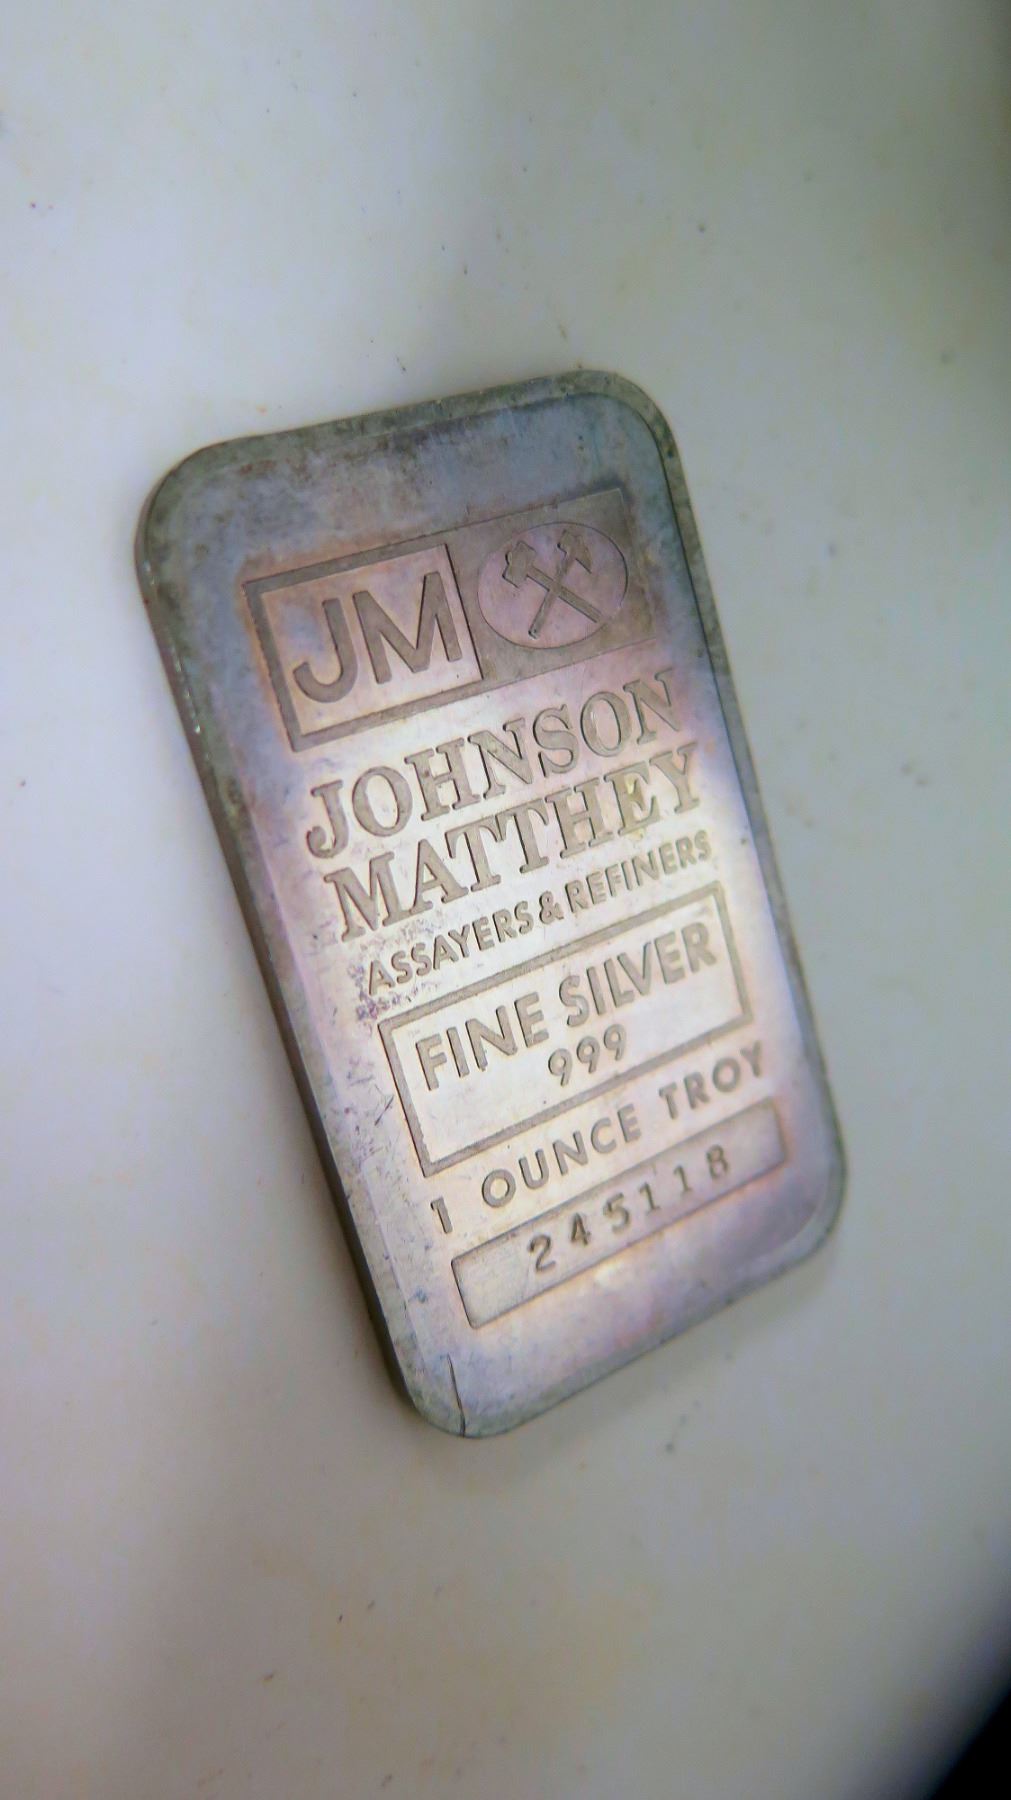 JM
JOHNSON
MATTHEY
ASSAYERS & REFINERS
FINE SILVER
999
1 OUNCE TROY
245118